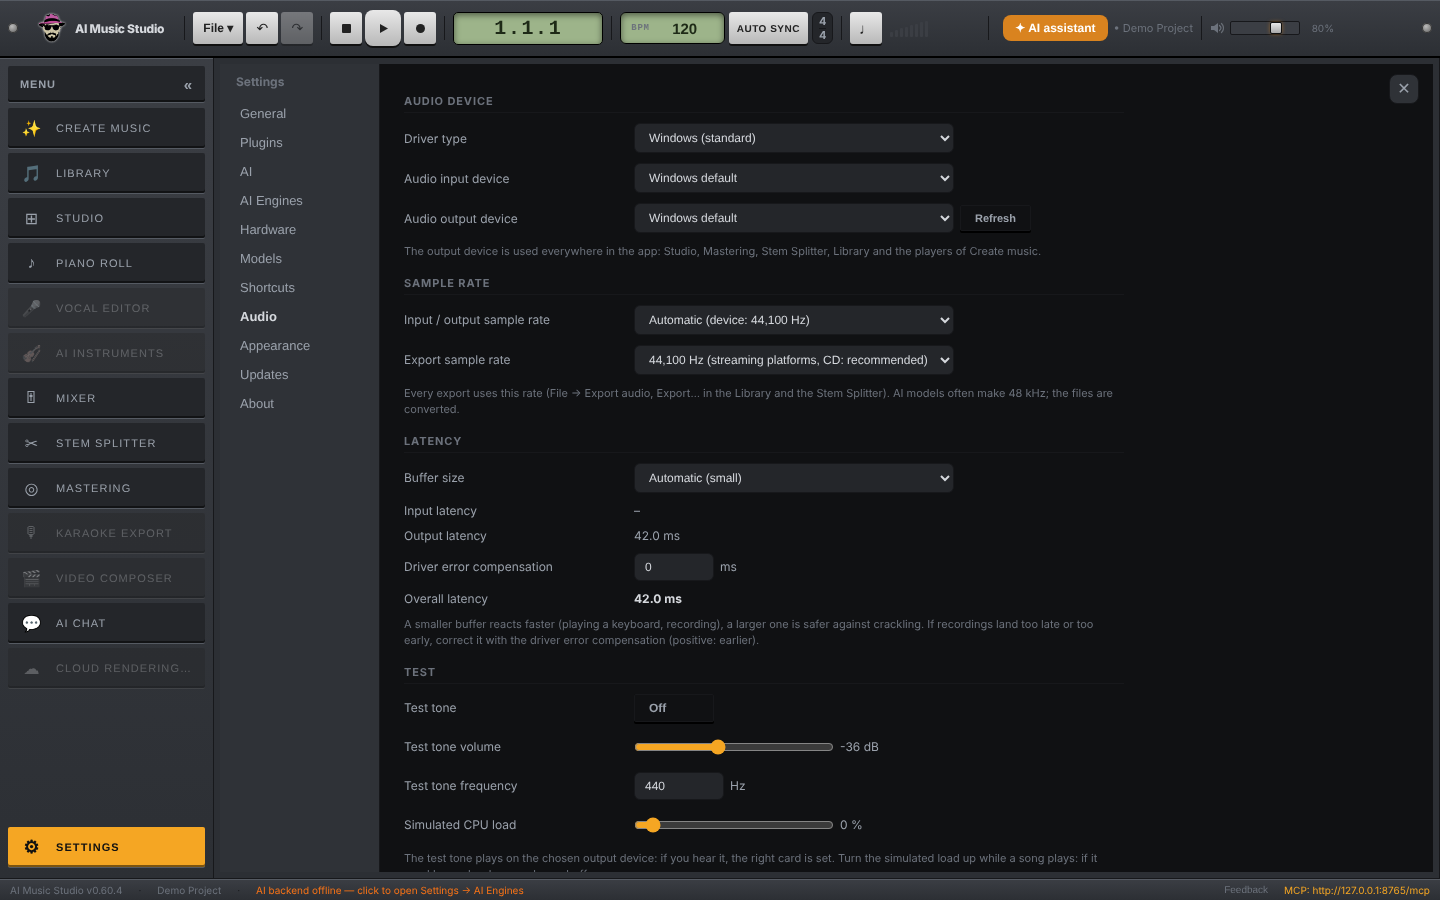 AI Music Studio
File ▾
1.1.1
BPM 120
AUTO SYNC
4
4
✦ AI assistant
• Demo Project
80%
MENU «
CREATE MUSIC
LIBRARY
STUDIO
PIANO ROLL
VOCAL EDITOR
AI INSTRUMENTS
MIXER
STEM SPLITTER
MASTERING
KARAOKE EXPORT
VIDEO COMPOSER
AI CHAT
CLOUD RENDERING...
SETTINGS
Settings
General
Plugins
AI
AI Engines
Hardware
Models
Shortcuts
Audio
Appearance
Updates
About
AUDIO DEVICE
Driver type Windows (standard)
Audio input device Windows default
Audio output device Windows default Refresh
The output device is used everywhere in the app: Studio, Mastering, Stem Splitter, Library and the players of Create music.
SAMPLE RATE
Input / output sample rate Automatic (device: 44,100 Hz)
Export sample rate 44,100 Hz (streaming platforms, CD: recommended)
Every export uses this rate (File → Export audio, Export... in the Library and the Stem Splitter). AI models often make 48 kHz; the files are
converted.
LATENCY
Buffer size Automatic (small)
Input latency –
Output latency 42.0 ms
Driver error compensation 0 ms
Overall latency 42.0 ms
A smaller buffer reacts faster (playing a keyboard, recording), a larger one is safer against crackling. If recordings land too late or too
early, correct it with the driver error compensation (positive: earlier).
TEST
Test tone Off
Test tone volume -36 dB
Test tone frequency 440 Hz
Simulated CPU load 0 %
The test tone plays on the chosen output device: if you hear it, the right card is set. Turn the simulated load up while a song plays: if it
AI Music Studio v0.60.4 · Demo Project · AI backend offline — click to open Settings → AI Engines
Feedback MCP: http://127.0.0.1:8765/mcp